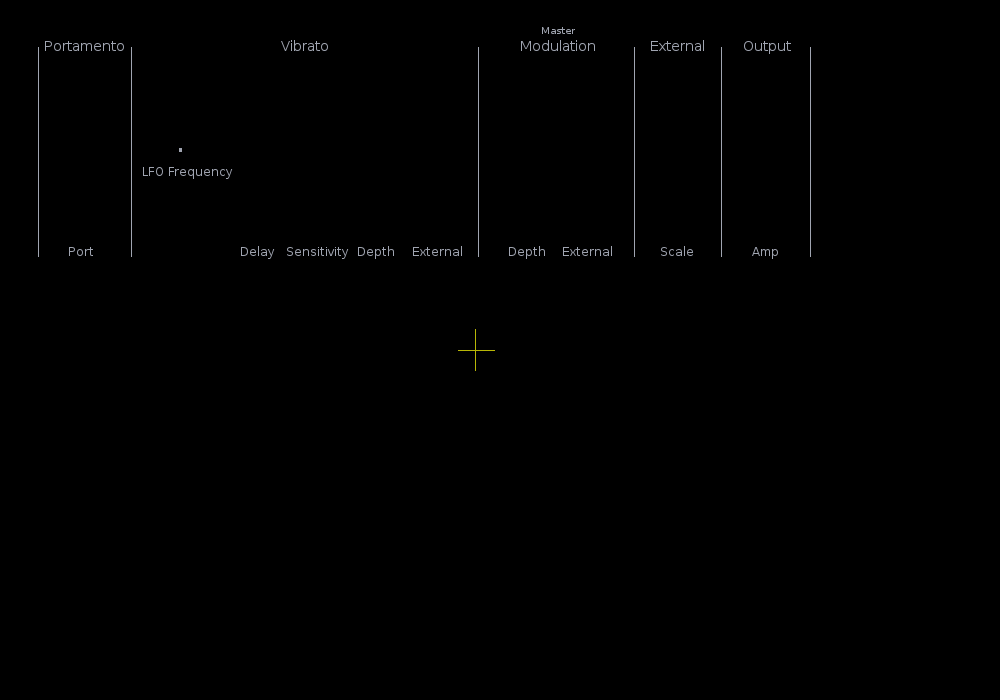 Master
Portamento Vibrato Modulation External Output
LFO Frequency
Port Delay Sensitivity Depth External Depth External Scale Amp